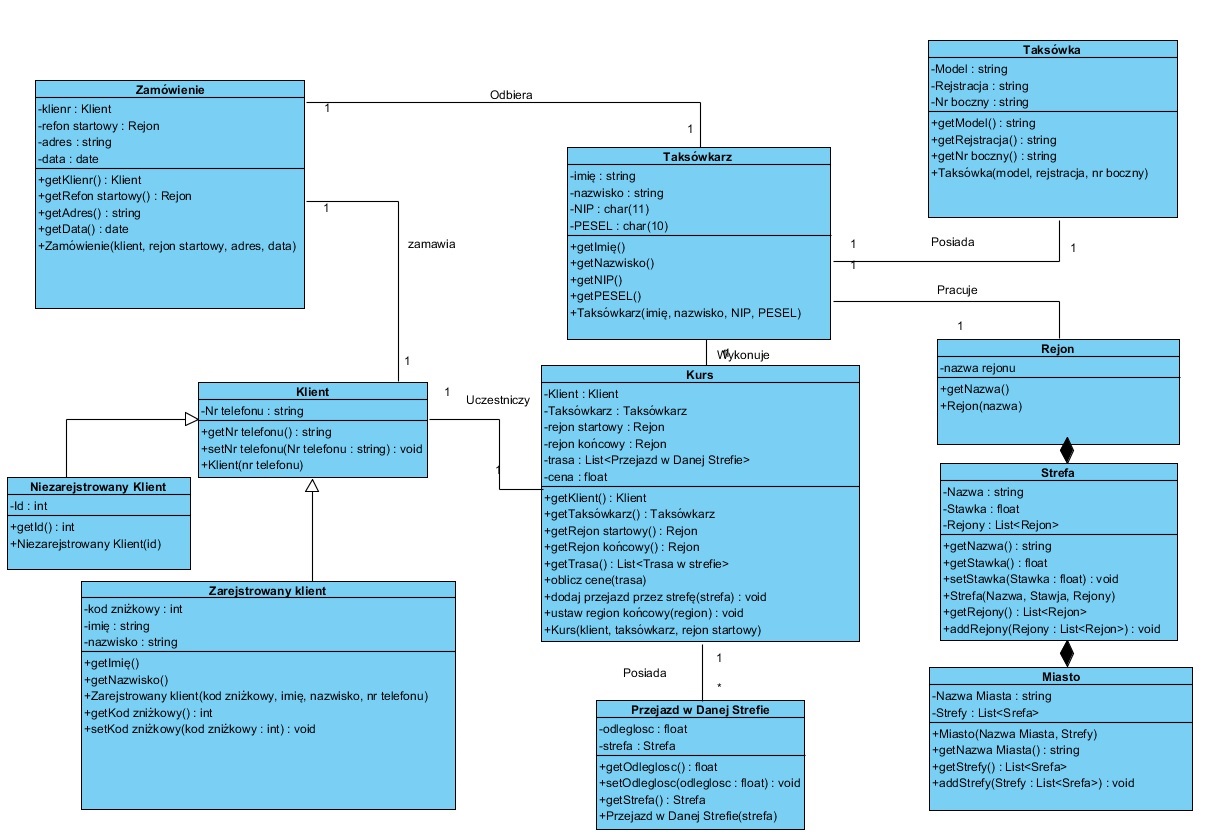 Zamówienie
-klienr : Klient
-refon startowy : Rejon
-adres : string
-data : date
+getKlienr() : Klient
+getRefon startowy() : Rejon
+getAdres() : string
+getData() : date
+Zamówienie(klient, rejon startowy, adres, data)
1
Odbiera
1
1
zamawia
1
Taksówkarz
-imię : string
-nazwisko : string
-NIP : char(11)
-PESEL : char(10)
+getImię()
+getNazwisko()
+getNIP()
+getPESEL()
+Taksówkarz(imię, nazwisko, NIP, PESEL)
Taksówka
-Model : string
-Rejstracja : string
-Nr boczny : string
+getModel() : string
+getRejstracja() : string
+getNr boczny() : string
+Taksówka(model, rejstracja, nr boczny)
1
Posiada
1
1
Pracuje
1
Wykonuje
Rejon
-nazwa rejonu
+getNazwa()
+Rejon(nazwa)
Klient
-Nr telefonu : string
+getNr telefonu() : string
+setNr telefonu(Nr telefonu : string) : void
+Klient(nr telefonu)
1
Uczestniczy
1
Kurs
-Klient : Klient
-Taksówkarz : Taksówkarz
-rejon startowy : Rejon
-rejon końcowy : Rejon
-trasa : List<Przejazd w Danej Strefie>
-cena : float
+getKlient() : Klient
+getTaksówkarz() : Taksówkarz
+getRejon startowy() : Rejon
+getRejon końcowy() : Rejon
+getTrasa() : List<Trasa w strefie>
+oblicz cene(trasa)
+dodaj przejazd przez strefę(strefa) : void
+ustaw region końcowy(region) : void
+Kurs(klient, taksówkarz, rejon startowy)
Strefa
-Nazwa : string
-Stawka : float
-Rejony : List<Rejon>
+getNazwa() : string
+getStawka() : float
+setStawka(Stawka : float) : void
+Strefa(Nazwa, Stawja, Rejony)
+getRejony() : List<Rejon>
+addRejony(Rejony : List<Rejon>) : void
Niezarejstrowany Klient
-Id : int
+getId() : int
+Niezarejstrowany Klient(id)
Zarejstrowany klient
-kod zniżkowy : int
-imię : string
-nazwisko : string
+getImię()
+getNazwisko()
+Zarejstrowany klient(kod zniżkowy, imię, nazwisko, nr telefonu)
+getKod zniżkowy() : int
+setKod zniżkowy(kod zniżkowy : int) : void
Posiada
1
*
Przejazd w Danej Strefie
-odleglosc : float
-strefa : Strefa
+getOdleglosc() : float
+setOdleglosc(odleglosc : float) : void
+getStrefa() : Strefa
+Przejazd w Danej Strefie(strefa)
Miasto
-Nazwa Miasta : string
-Strefy : List<Srefa>
+Miasto(Nazwa Miasta, Strefy)
+getNazwa Miasta() : string
+getStrefy() : List<Srefa>
+addStrefy(Strefy : List<Srefa>) : void